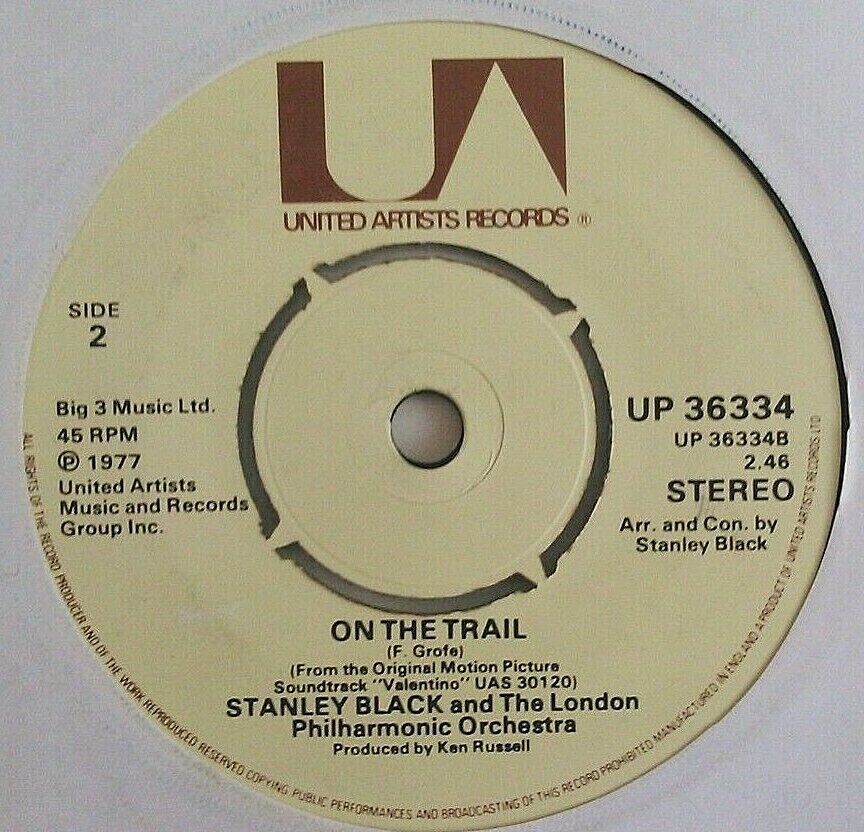 UA
UNITED ARTISTS RECORDS ®
SIDE
2
Big 3 Music Ltd.
45 RPM
℗ 1977
United Artists
Music and Records
Group Inc.
UP 36334
UP 36334B
2.46
STEREO
Arr. and Con. by
Stanley Black
ON THE TRAIL
(F. Grofe)
(From the Original Motion Picture
Soundtrack "Valentino" UAS 30120)
STANLEY BLACK and The London
Philharmonic Orchestra
Produced by Ken Russell
ALL RIGHTS OF THE RECORD PRODUCER AND OF THE WORK REPRODUCED RESERVED COPYING PUBLIC PERFORMANCES AND BROADCASTING OF THIS RECORD PROHIBITED MANUFACTURED IN ENGLAND A PRODUCT OF UNITED ARTISTS RECORDS LTD